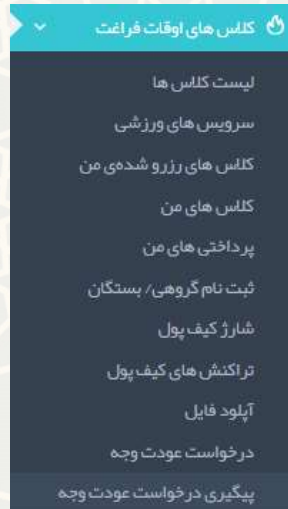 کلاس های اوقات فراغت
لیست کلاس ها
سرویس های ورزشی
کلاس های رزرو شده‌ی من
کلاس های من
پرداختی های من
ثبت نام گروهی/ بستگان
شارژ کیف پول
تراکنش های کیف پول
آپلود فایل
درخواست عودت وجه
پیگیری درخواست عودت وجه